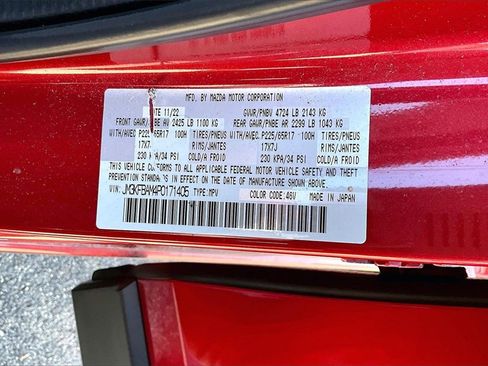 MFD. BY MAZDA MOTOR CORPORATION
DATE 11/22 GVWR/PNBV 4724 LB 2143 KG
FRONT GAWR/PNBE AV 2425 LB 1100 KG REAR GAWR/PNBE AR 2299 LB 1043 KG
WITH/AVEC P225/65R17 100H TIRES/PNEUS WITH/AVEC P225/65R17 100H TIRES/PNEUS
17X7J RIMS/JANTES 17X7J RIMS/JANTES
230 KPA/34 PSI COLD/A FROID 230 KPA/34 PSI COLD/A FROID
THIS VEHICLE CONFORMS TO ALL APPLICABLE FEDERAL MOTOR VEHICLE SAFETY AND THEFT
PREVENTION STANDARDS IN EFFECT ON THE DATE OF MANUFACTURE SHOWN ABOVE.
JM3KFBAM4P0171405 TYPE:MPV COLOR CODE:46V MADE IN JAPAN